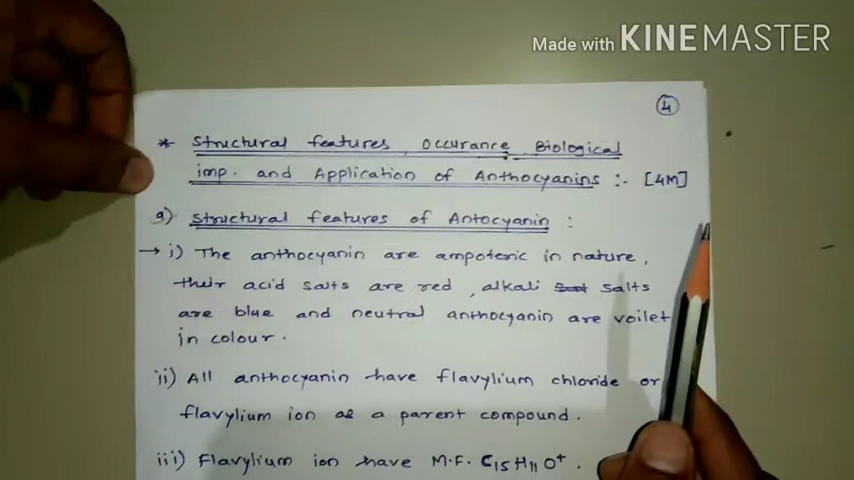 Made with KINEMASTER
4
* Structural features, Occurance, Biological
imp. and Application of Anthocyanins :- [4M]
a) Structural features of Antocyanin :
→ i) The anthocyanin are ampoteric in nature,
their acid salts are red, alkali salts
are blue and neutral anthocyanin are voilet
in colour.
ii) All anthocyanin have flavylium chloride or
flavylium ion as a parent compound.
iii) Flavylium ion have M.F. C₁₅H₁₁O⁺.